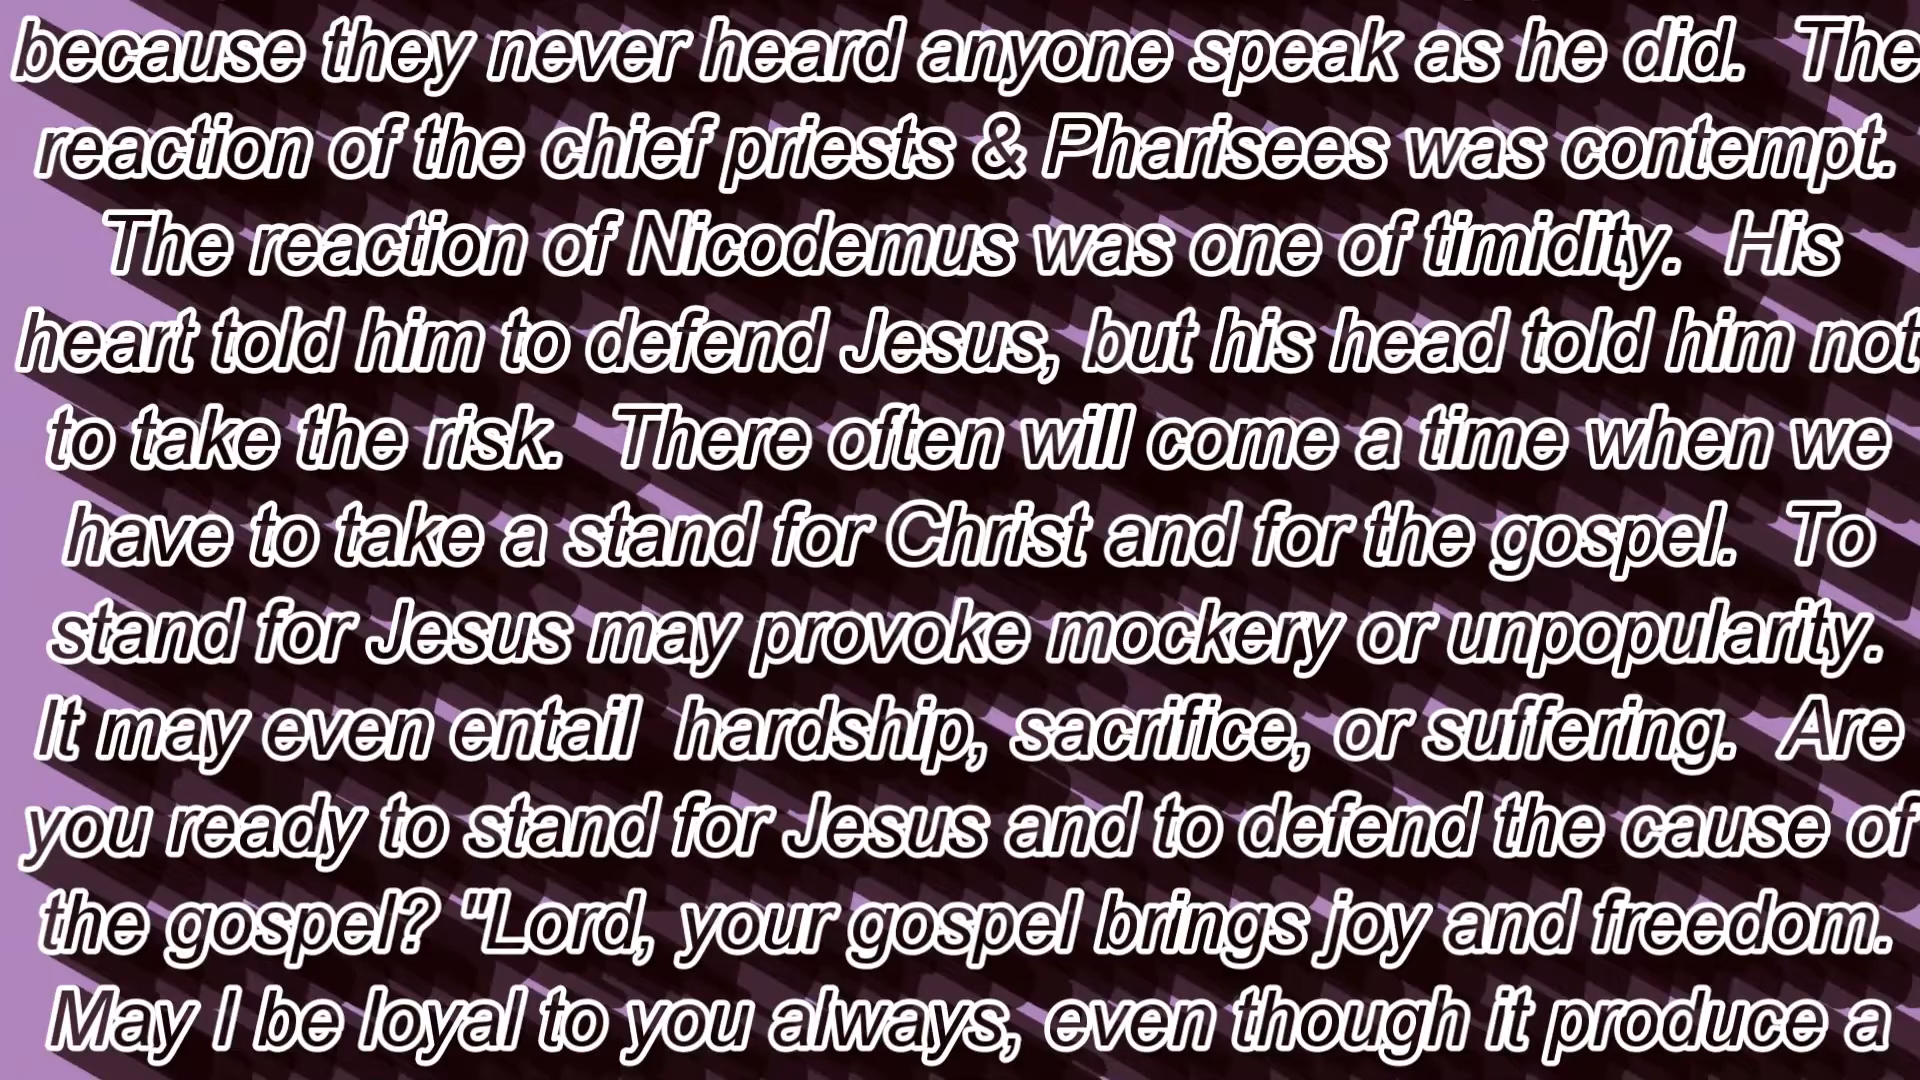 because they never heard anyone speak as he did. The
reaction of the chief priests & Pharisees was contempt.
The reaction of Nicodemus was one of timidity. His
heart told him to defend Jesus, but his head told him not
to take the risk. There often will come a time when we
have to take a stand for Christ and for the gospel. To
stand for Jesus may provoke mockery or unpopularity.
It may even entail hardship, sacrifice, or suffering. Are
you ready to stand for Jesus and to defend the cause of
the gospel? "Lord, your gospel brings joy and freedom.
May I be loyal to you always, even though it produce a